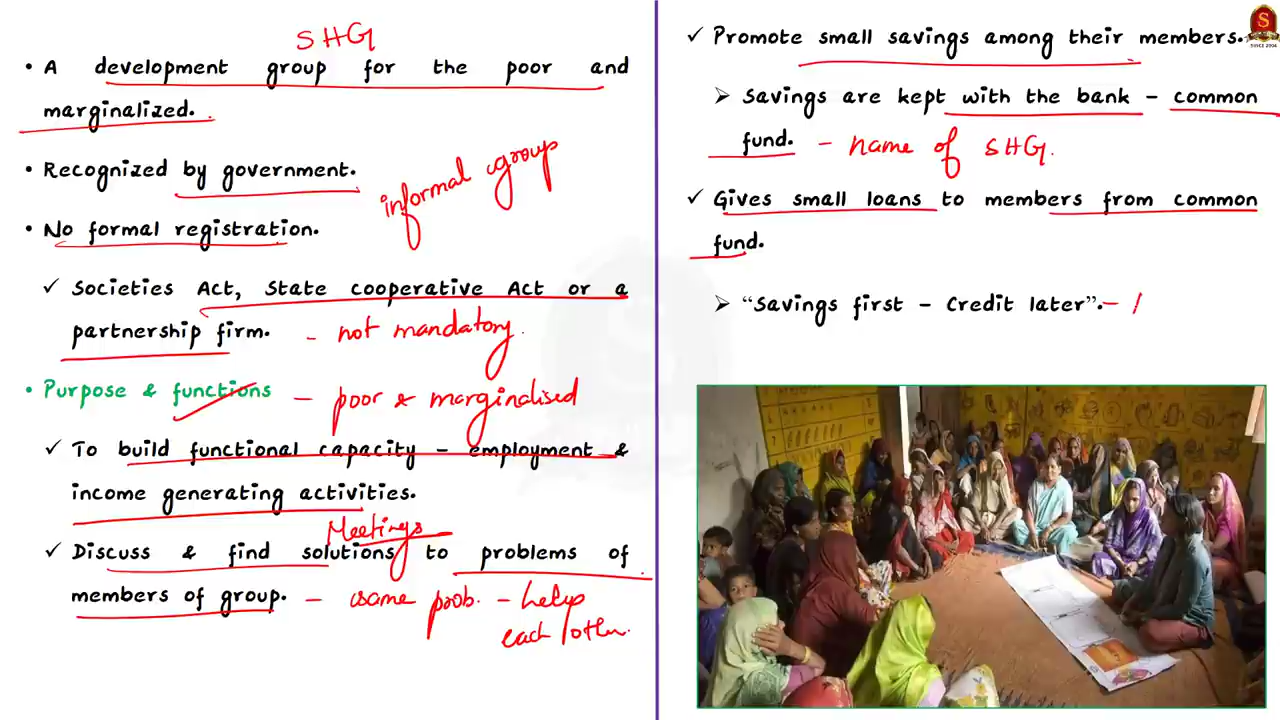 SHG
• A development group for the poor and
marginalized.
• Recognized by government.
informal group
• No formal registration.
✓ Societies Act, State cooperative Act or a
partnership firm. - not mandatory.
• Purpose & functions - poor & marginalised
✓ To build functional capacity - employment &
income generating activities.
Meetings
✓ Discuss & find solutions to problems of
members of group. - same prob. - help
each other.
✓ Promote small savings among their members.
➢ Savings are kept with the bank - common
fund. - name of SHG.
✓ Gives small loans to members from common
fund.
➢ "Savings first - Credit later". -
S
SINCE 2004